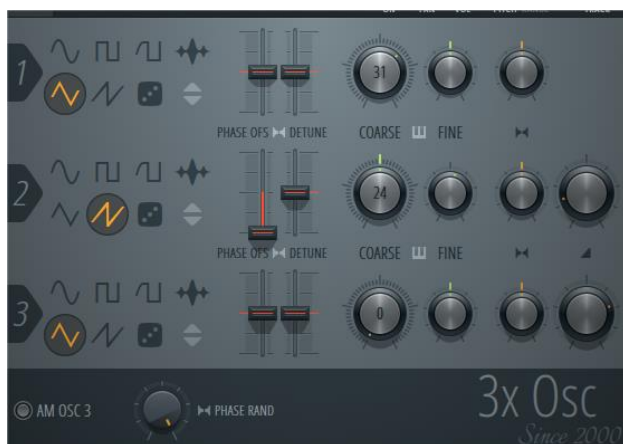 1
31
PHASE OFS DETUNE COARSE FINE
2
24
PHASE OFS DETUNE COARSE FINE
3
0
AM OSC 3 PHASE RAND
3x Osc
Since 2000